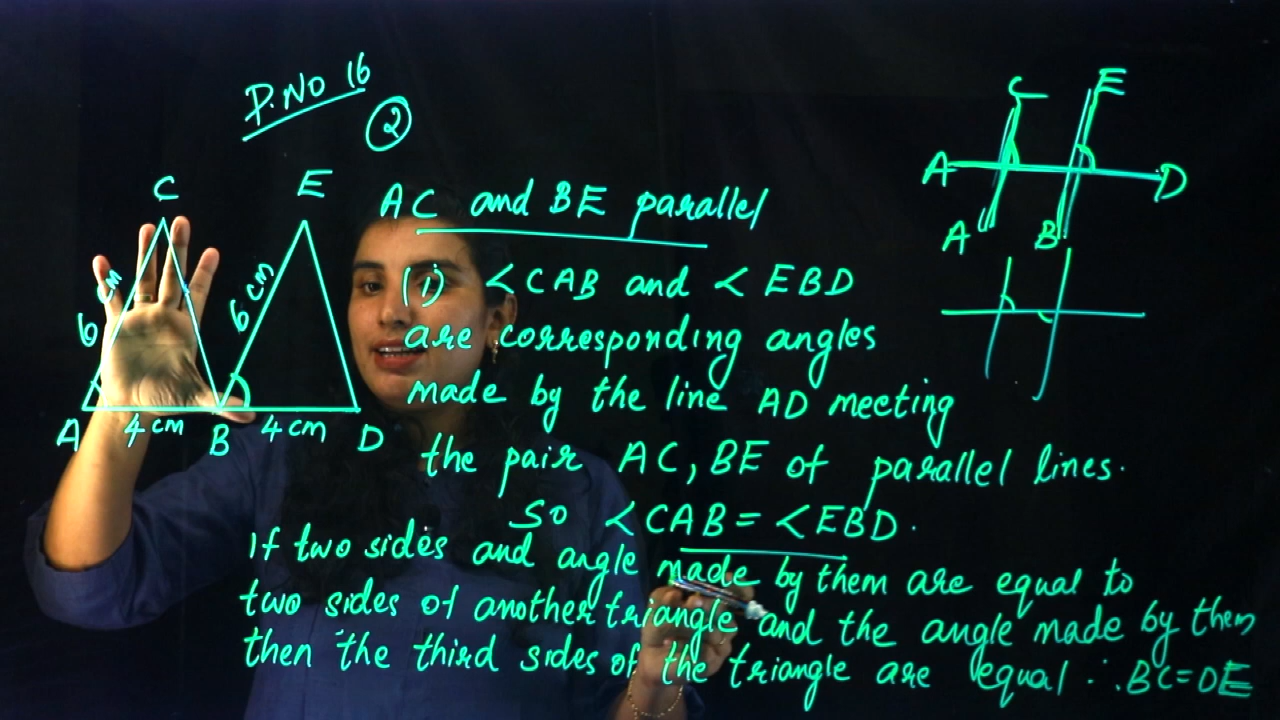 P.NO 16
2
AC and BE parallel
(i) <CAB and <EBD
are corresponding angles
made by the line AD meeting
the pair AC, BE of parallel lines.
so <CAB = <EBD.
If two sides and angle made by them are equal to
two sides of another triangle and the angle made by them
then the third sides of the triangle are equal ∴ BC=DE
C
E
6 cm
6 cm
A 4 cm B 4 cm D
C E
A D
A B